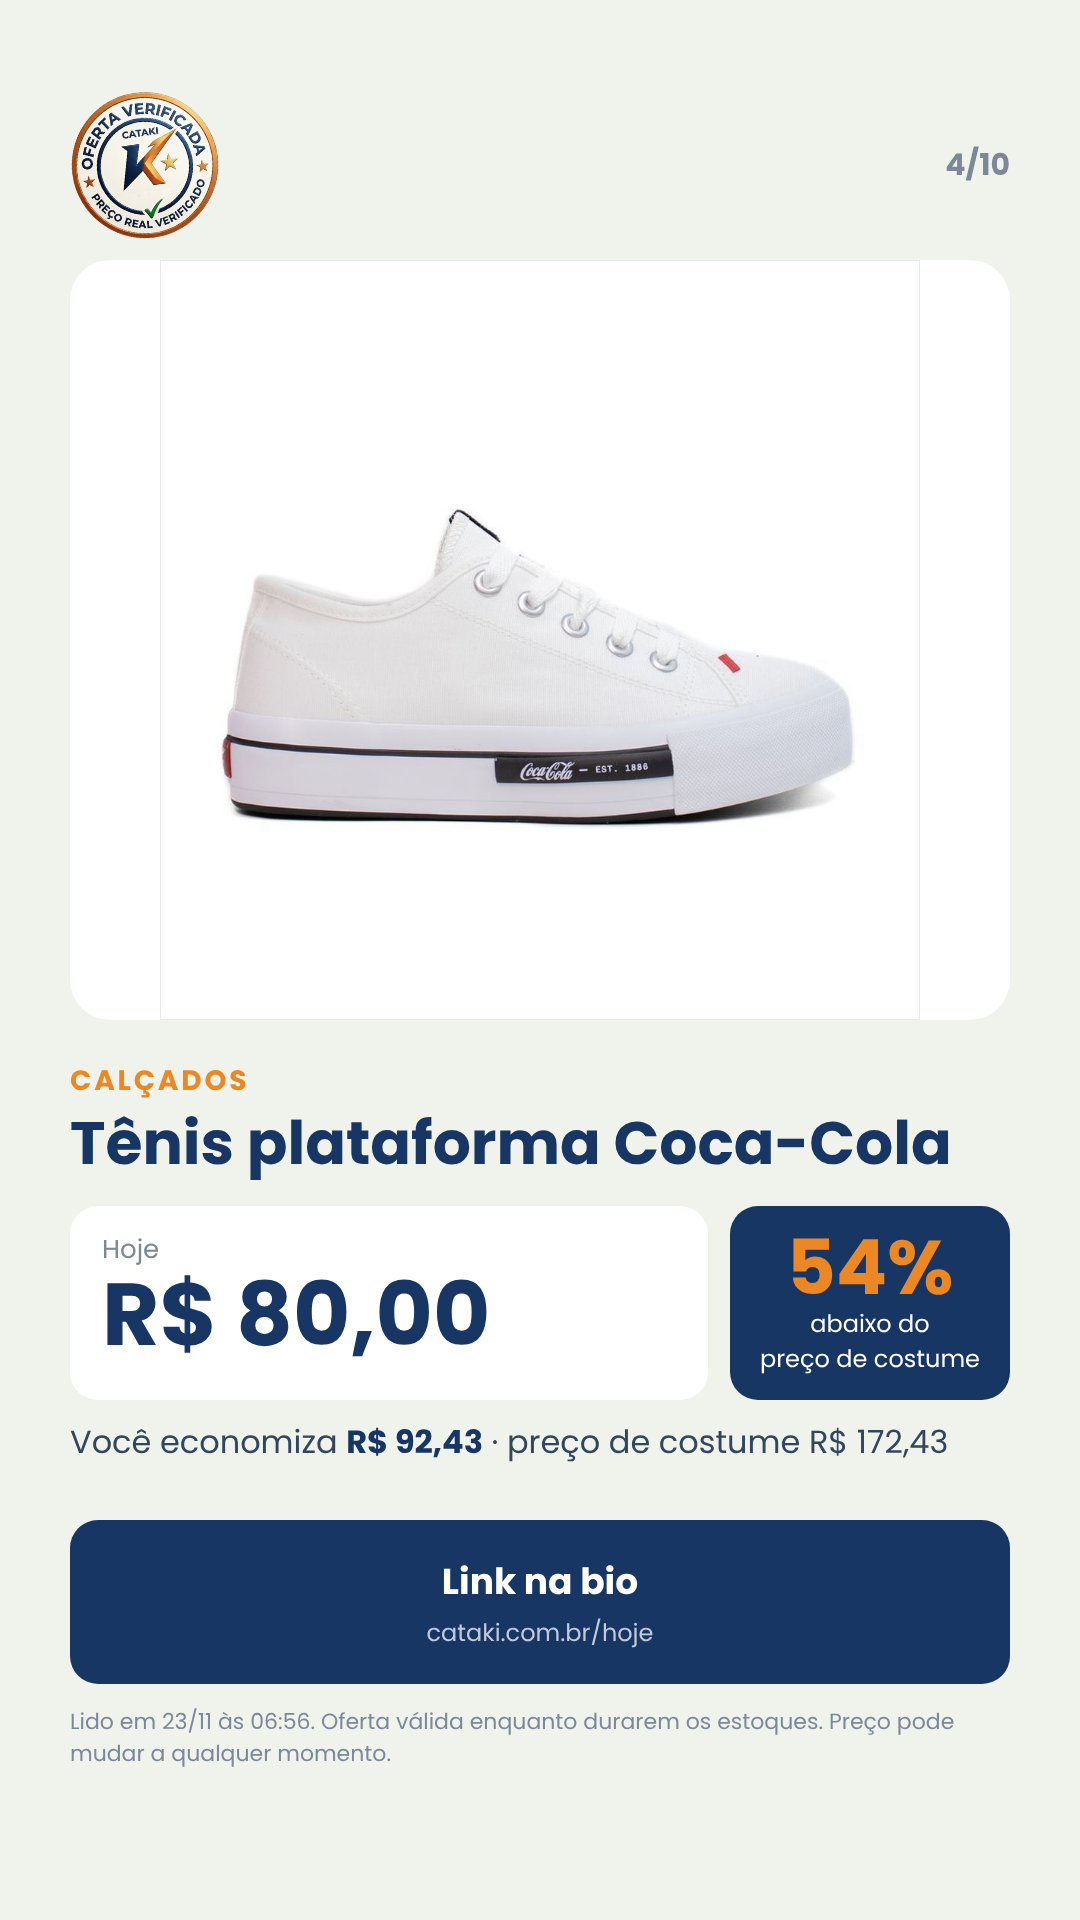 OFERTA VERIFICADA
CATAKI
K
PREÇO REAL VERIFICADO
4/10
Coca-Cola — EST. 1886
CALÇADOS
Tênis plataforma Coca-Cola
Hoje
R$ 80,00
54%
abaixo do
preço de costume
Você economiza R$ 92,43 · preço de costume R$ 172,43
Link na bio
cataki.com.br/hoje
Lido em 23/11 às 06:56. Oferta válida enquanto durarem os estoques. Preço pode
mudar a qualquer momento.